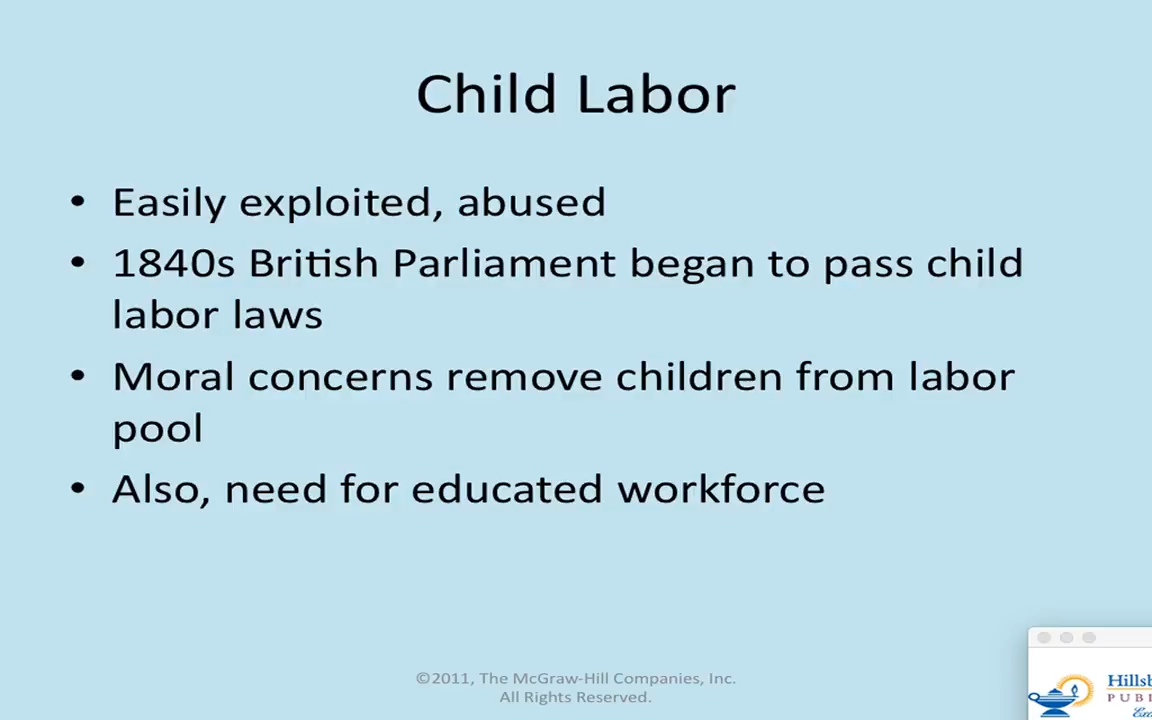 Child Labor
• Easily exploited, abused
• 1840s British Parliament began to pass child
labor laws
• Moral concerns remove children from labor
pool
• Also, need for educated workforce
©2011, The McGraw-Hill Companies, Inc.
All Rights Reserved.